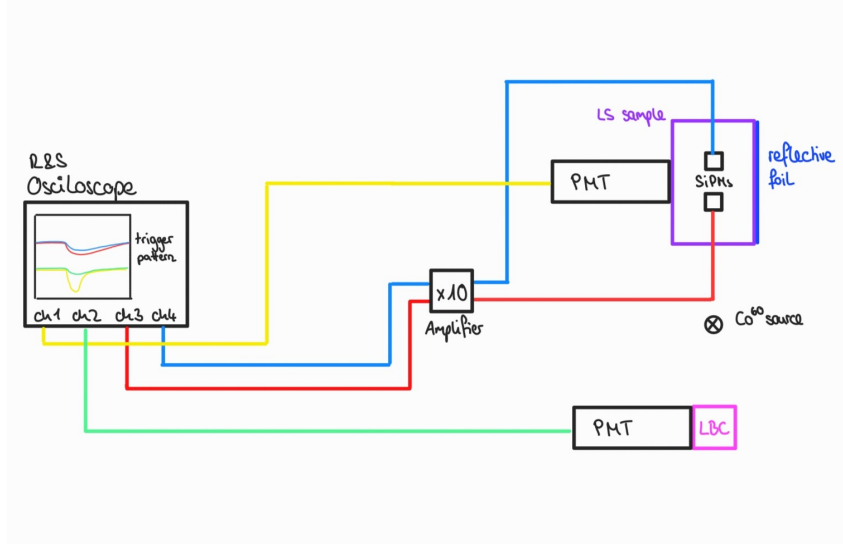 R&S
Osciloscope
trigger
pattern
ch1 ch2 ch3 ch4
x10
Amplifier
LS sample
PMT
SiPMs
reflective
foil
Co⁶⁰ source
PMT
LBC